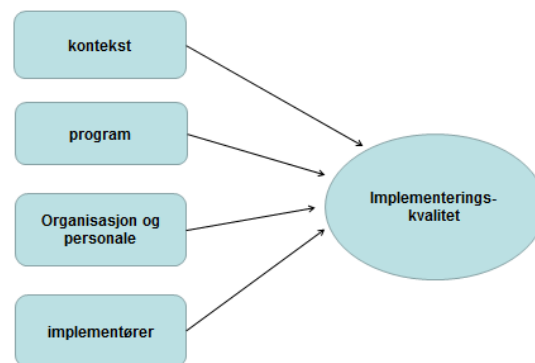 kontekst
program
Organisasjon og
personale
implementører
Implementerings-
kvalitet